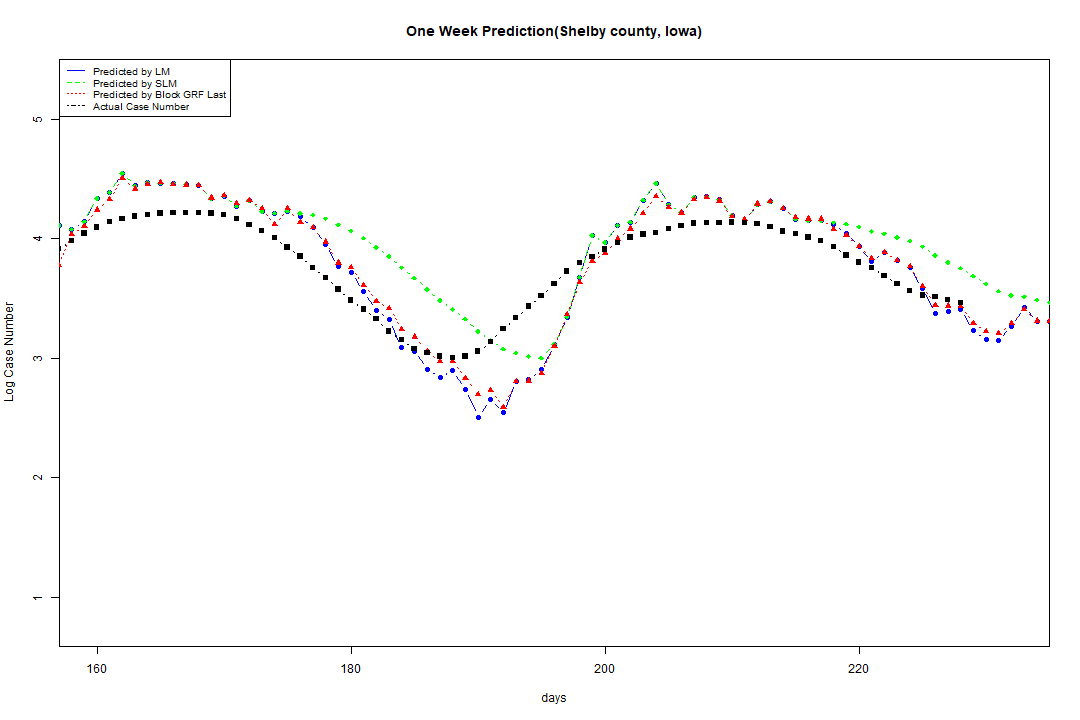 One Week Prediction(Shelby county, Iowa)
Predicted by LM
Predicted by SLM
Predicted by Block GRF Last
Actual Case Number
5
4
3
2
1
Log Case Number
160
180
200
220
days